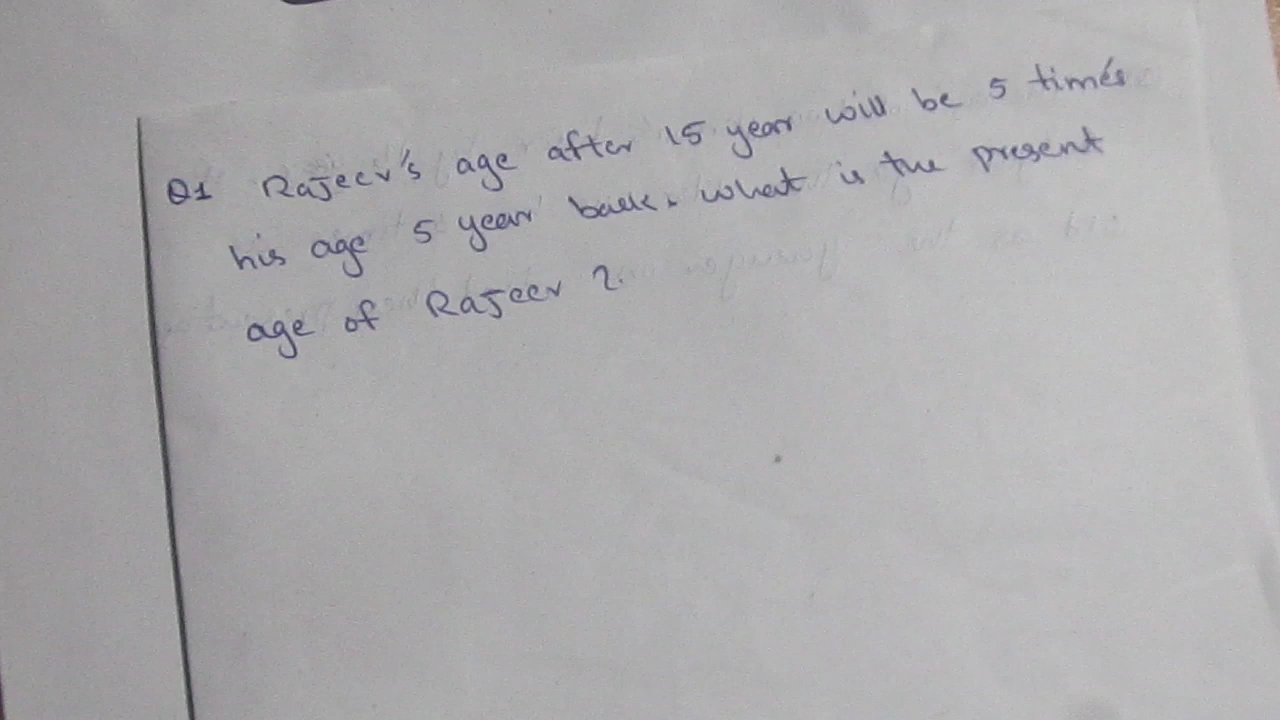 Q1 Rajeev's age after 15 year will be 5 times
his age 5 year back. what is the present
age of Rajeev ?